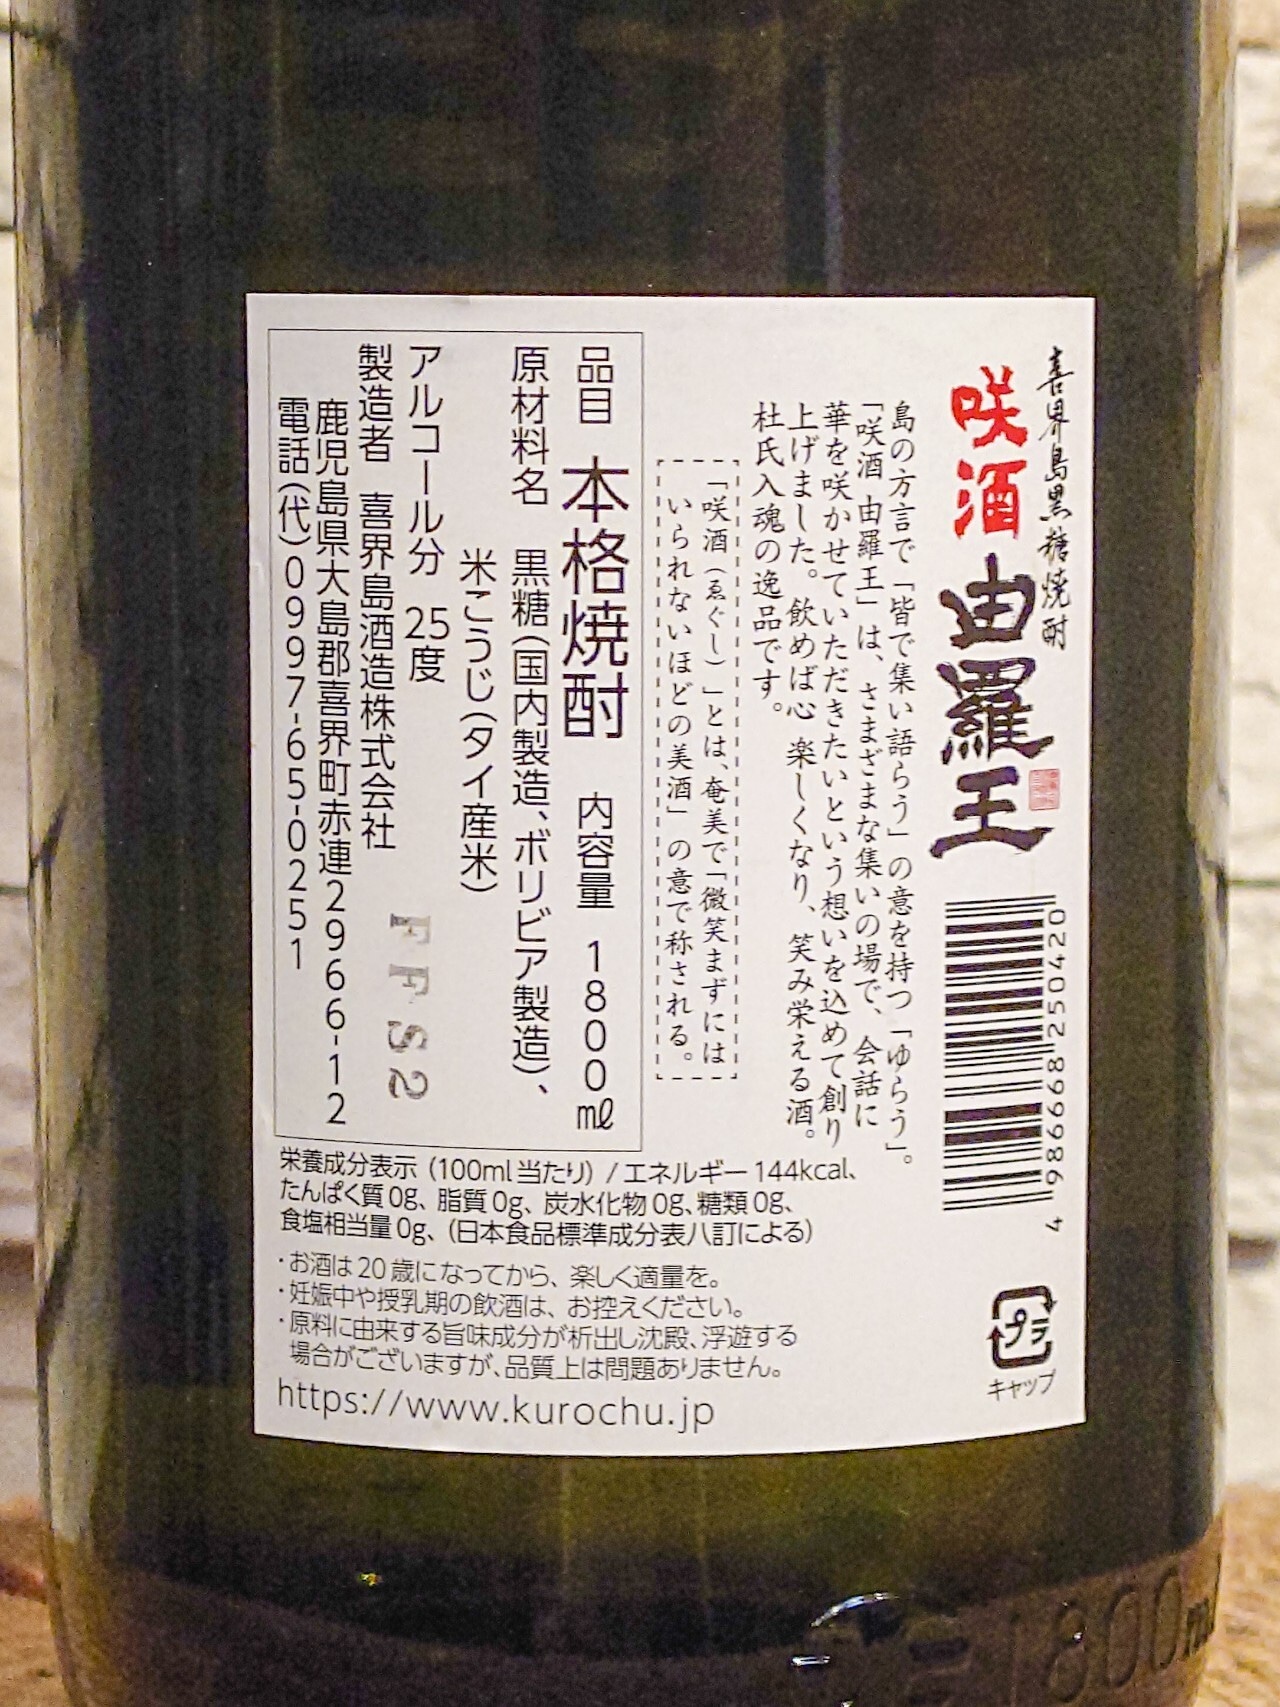 喜界島黒糖焼酎
咲酒 由羅王
島の方言で「皆で集い語らう」の意を持つ「ゆらう」。
「咲酒 由羅王」は、さまざまな集いの場で、会話に
華を咲かせていただきたいという想いを込めて創り
上げました。飲めば心 楽しくなり、笑み栄える酒。
杜氏入魂の逸品です。
「咲酒(ゑぐし)」とは、奄美で「微笑まずには
いられないほどの美酒」の意で称される。
品目 本格焼酎 内容量 1800㎖
原材料名 黒糖(国内製造、ボリビア製造)、
米こうじ(タイ産米)
アルコール分 25度
製造者 喜界島酒造株式会社
鹿児島県大島郡喜界町赤連2966-12
電話(代)0997-65-0251
FFS2
栄養成分表示(100ml当たり)/エネルギー144kcal、
たんぱく質0g、脂質0g、炭水化物0g、糖類0g、
食塩相当量0g、(日本食品標準成分表八訂による)
・お酒は20歳になってから、楽しく適量を。
・妊娠中や授乳期の飲酒は、お控えください。
・原料に由来する旨味成分が析出し沈殿、浮遊する
場合がございますが、品質上は問題ありません。
https://www.kurochu.jp
4 986668 250420
プラ
キャップ
1800ml